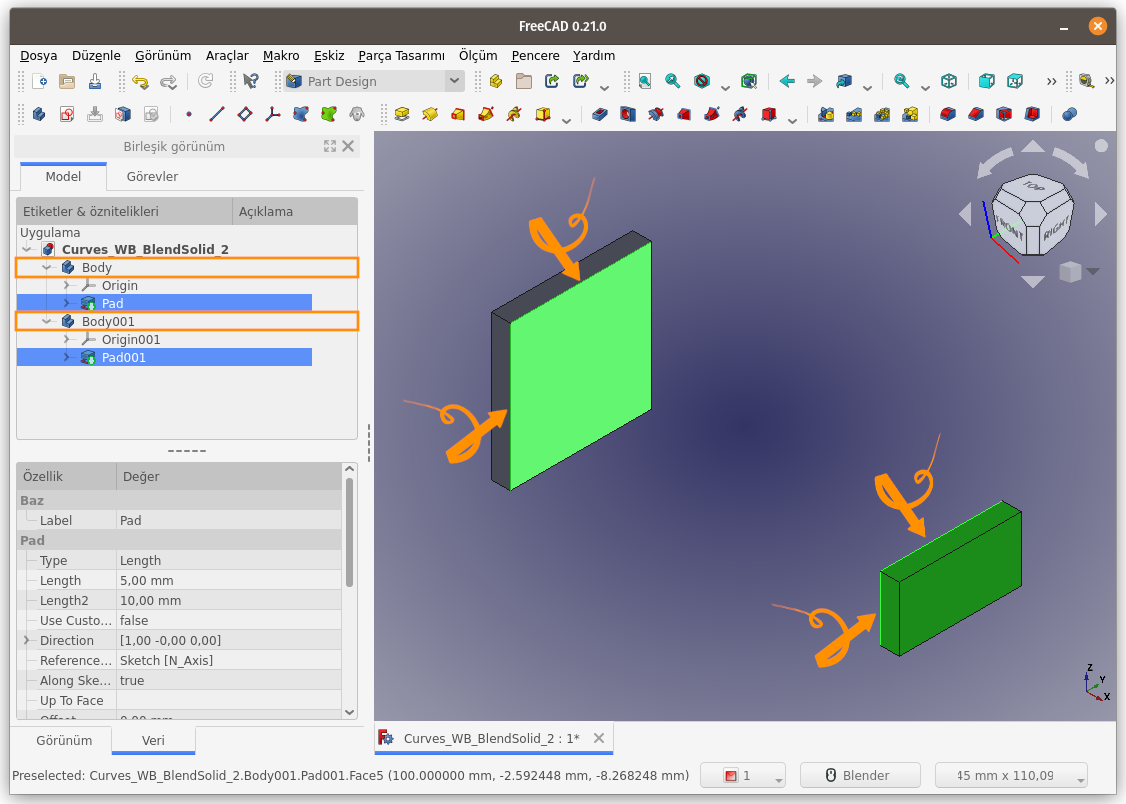 FreeCAD 0.21.0
Dosya Düzenle Görünüm Araçlar Makro Eskiz Parça Tasarımı Ölçüm Pencere Yardım
Part Design
Birleşik görünüm
Model Görevler
Etiketler & öznitelikleri Açıklama
Uygulama
Curves_WB_BlendSolid_2
Body
Origin
Pad
Body001
Origin001
Pad001
TOP
FRONT
RIGHT
Özellik Değer
Baz
Label Pad
Pad
Type Length
Length 5,00 mm
Length2 10,00 mm
Use Custo... false
Direction [1,00 -0,00 0,00]
Reference... Sketch [N_Axis]
Along Ske... true
Up To Face
Offset 0,00 mm
Z
Y
X
Görünüm Veri
Curves_WB_BlendSolid_2 : 1*
Preselected: Curves_WB_BlendSolid_2.Body001.Pad001.Face5 (100.000000 mm, -2.592448 mm, -8.268248 mm) 1 Blender 45 mm x 110,09